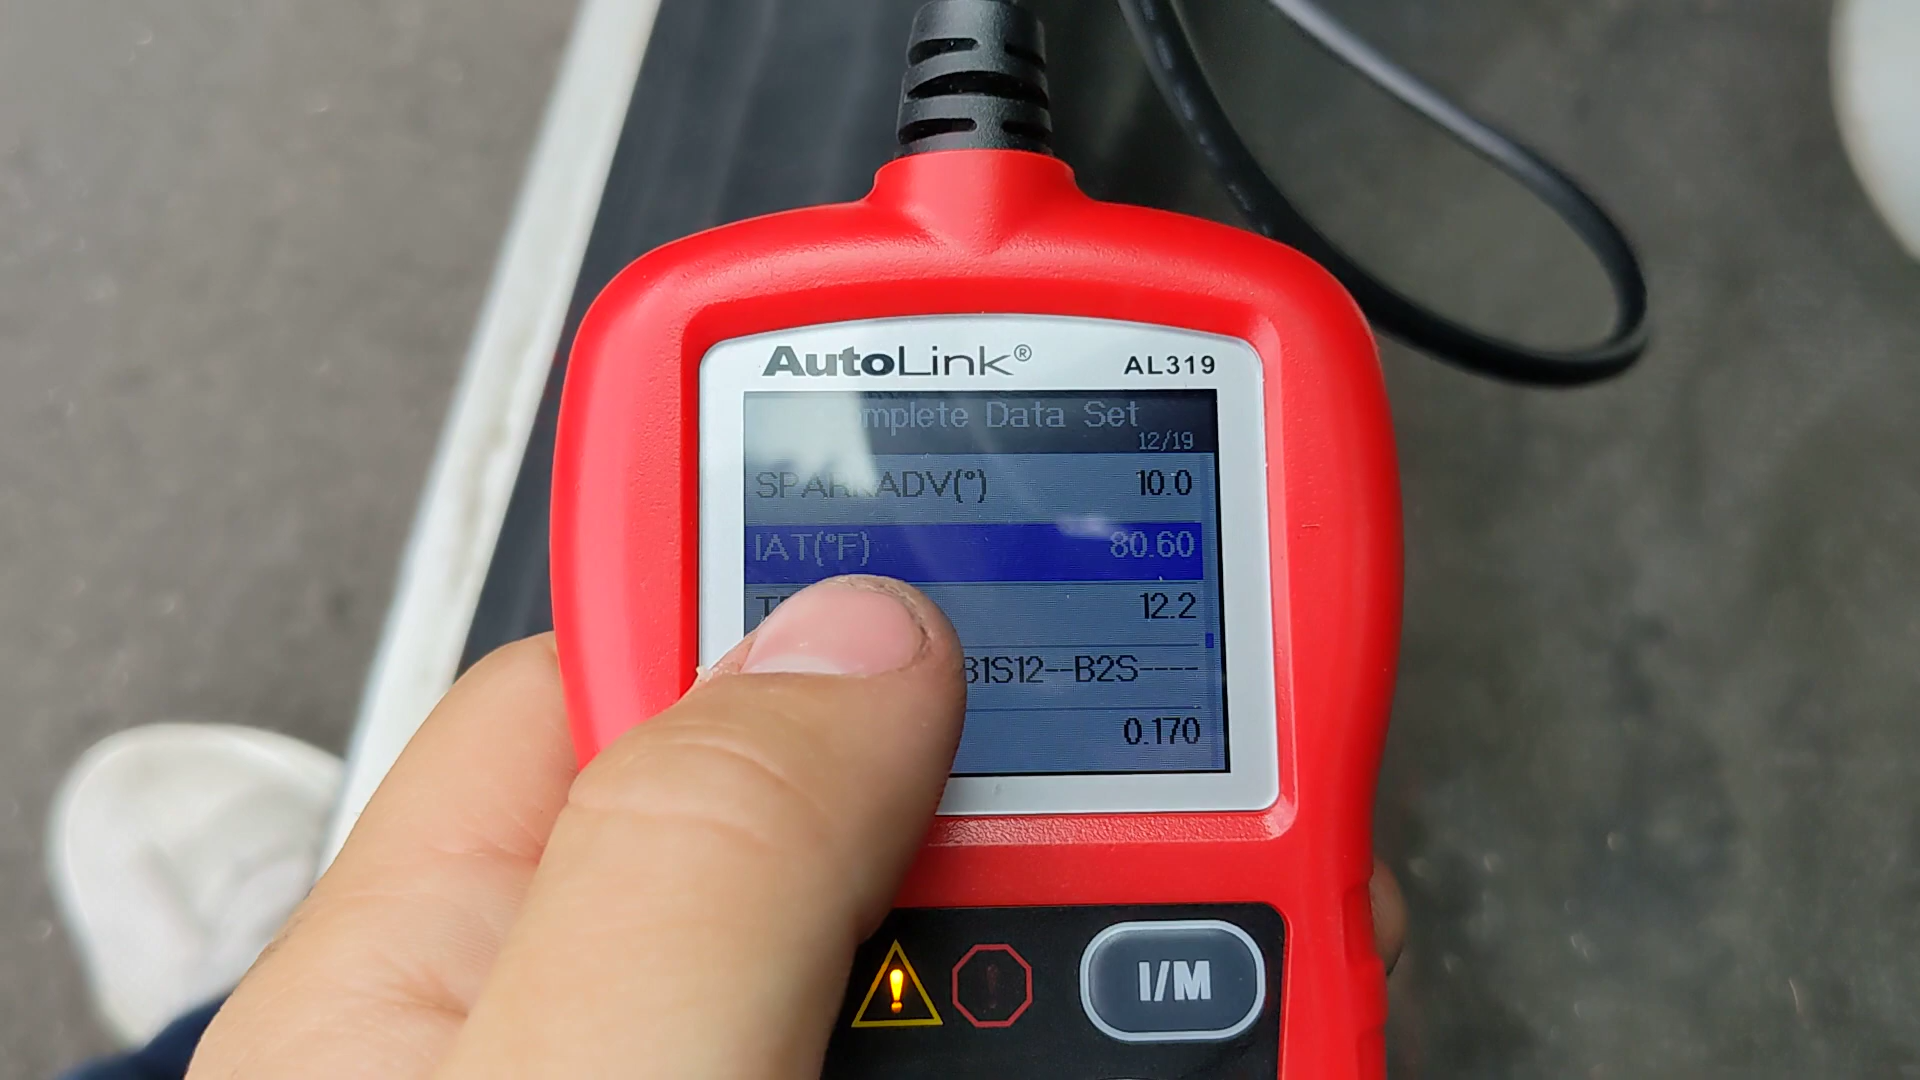 AutoLink® AL319
mplete Data Set
12/19
SPARKADV(°) 10.0
IAT(°F) 80.60
12.2
B1S12--B2S----
0.170
I/M